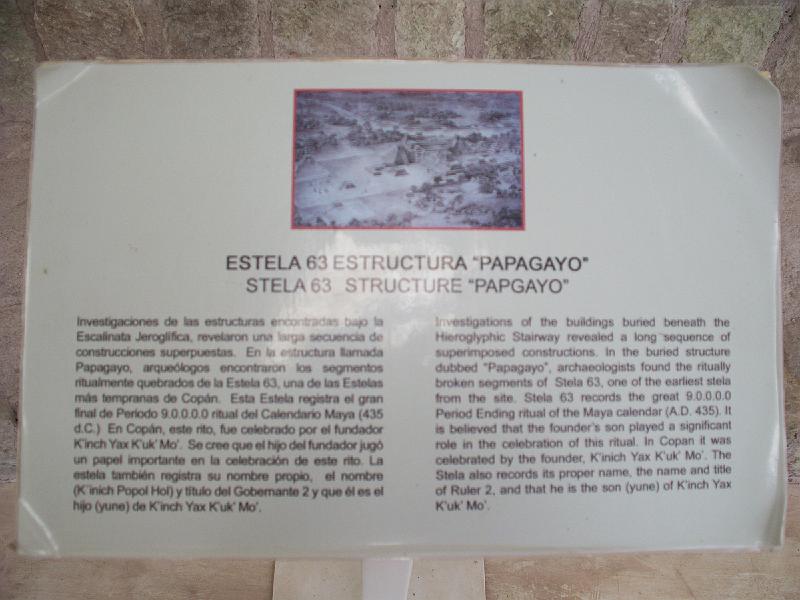 ESTELA 63 ESTRUCTURA "PAPAGAYO"
STELA 63 STRUCTURE "PAPGAYO"
Investigaciones de las estructuras encontradas bajo la
Escalinata Jeroglífica, revelaron una larga secuencia de
construcciones superpuestas. En la estructura llamada
Papagayo, arqueólogos encontraron los segmentos
ritualmente quebrados de la Estela 63, una de las Estelas
más tempranas de Copán. Esta Estela registra el gran
final de Período 9.0.0.0.0 ritual del Calendario Maya (435
d.C.) En Copán, este rito, fue celebrado por el fundador
K'inich Yax K'uk' Mo'. Se cree que el hijo del fundador jugó
un papel importante en la celebración de este rito. La
estela también registra su nombre propio, el nombre
(K'inich Popol Hol) y título del Gobernante 2 y que él es el
hijo (yune) de K'inch Yax K'uk' Mo'.
Investigations of the buildings buried beneath the
Hieroglyphic Stairway revealed a long sequence of
superimposed constructions. In the buried structure
dubbed "Papagayo", archaeologists found the ritually
broken segments of Stela 63, one of the earliest stela
from the site. Stela 63 records the great 9.0.0.0.0
Period Ending ritual of the Maya calendar (A.D. 435). It
is believed that the founder's son played a significant
role in the celebration of this ritual. In Copan it was
celebrated by the founder, K'inich Yax K'uk' Mo'. The
Stela also records its proper name, the name and title
of Ruler 2, and that he is the son (yune) of K'inch Yax
K'uk' Mo'.